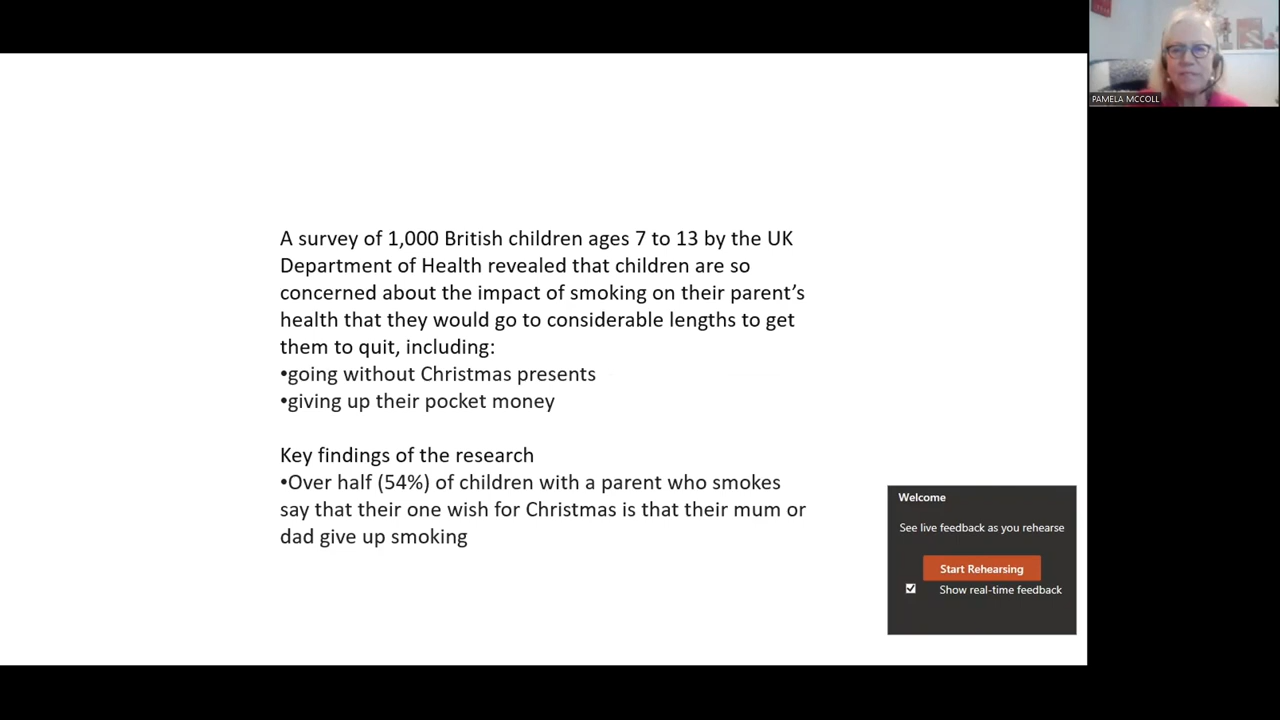 PAMELA MCCOLL
A survey of 1,000 British children ages 7 to 13 by the UK
Department of Health revealed that children are so
concerned about the impact of smoking on their parent’s
health that they would go to considerable lengths to get
them to quit, including:
•going without Christmas presents
•giving up their pocket money
Key findings of the research
•Over half (54%) of children with a parent who smokes
say that their one wish for Christmas is that their mum or
dad give up smoking
Welcome
See live feedback as you rehearse
Start Rehearsing
Show real-time feedback